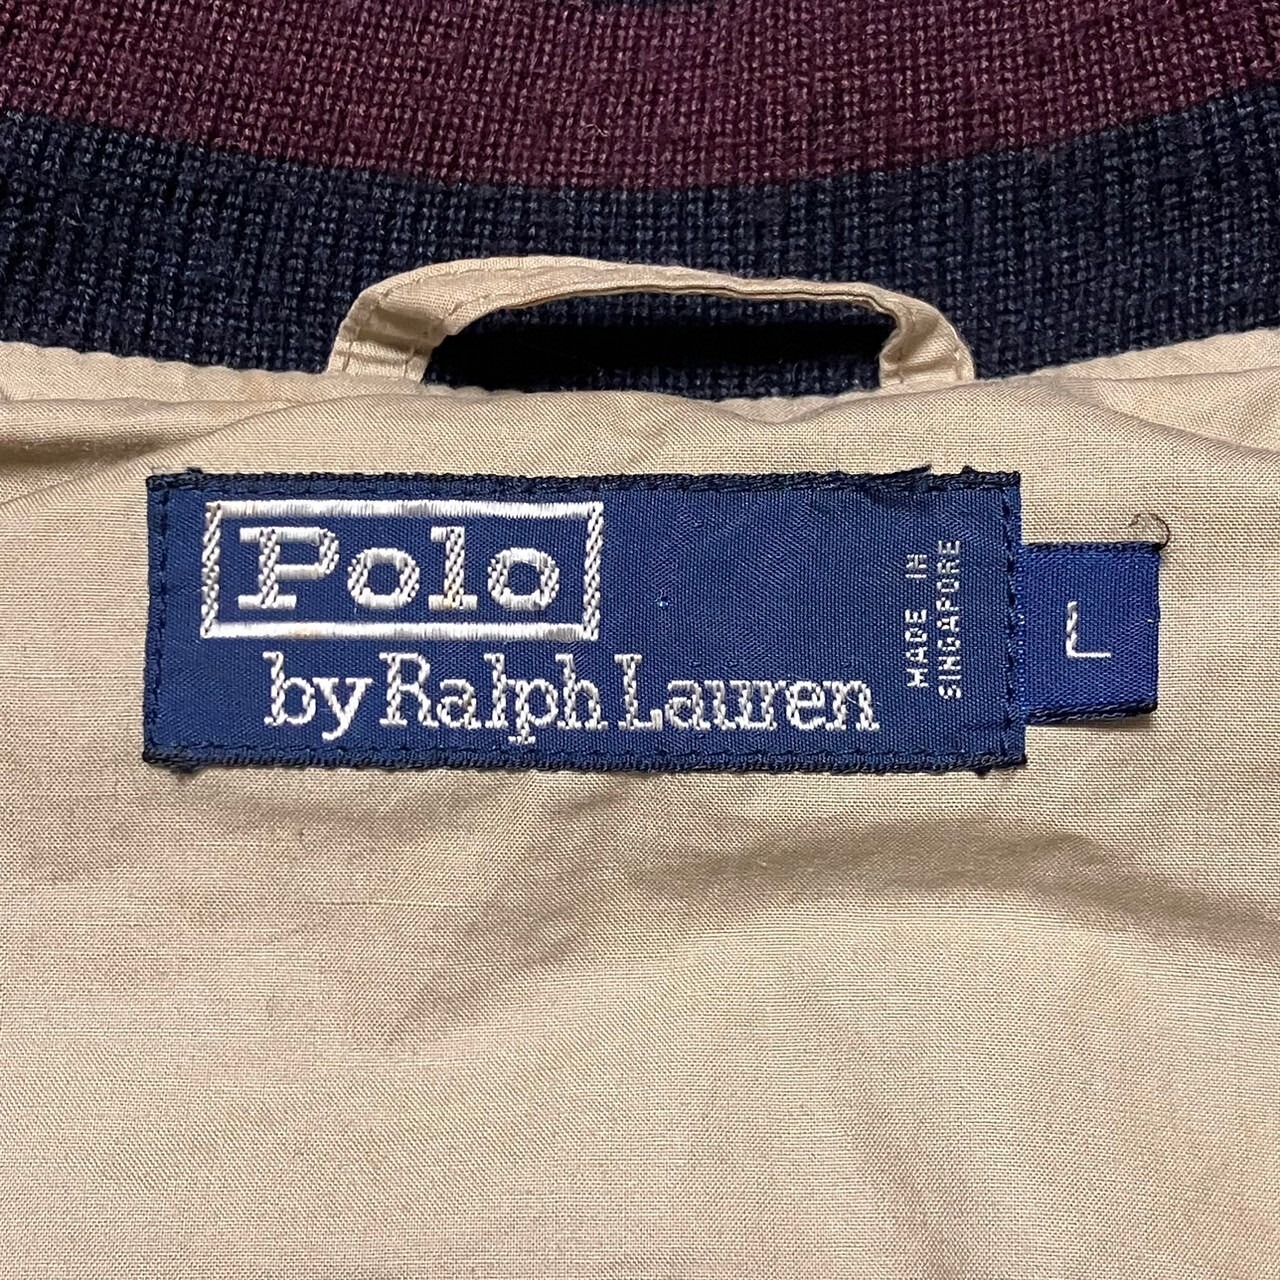 Polo
by Ralph Lauren
MADE IN
SINGAPORE
L